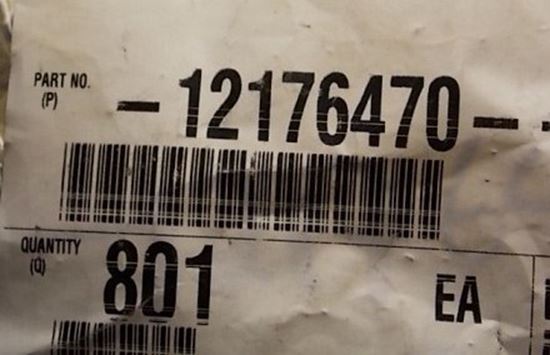 PART NO.
(P)
-12176470--
QUANTITY
(Q)
801
EA